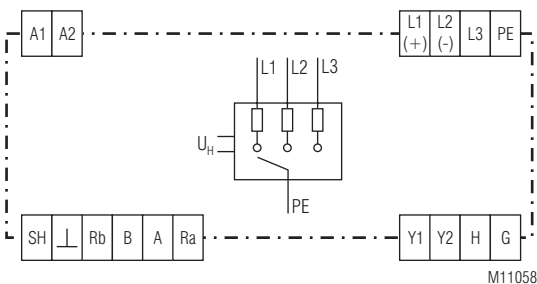 A1 A2
L1 (+) L2 (-) L3 PE
L1 L2 L3
UH
PE
SH ⊥ Rb B A Ra
Y1 Y2 H G
M11058